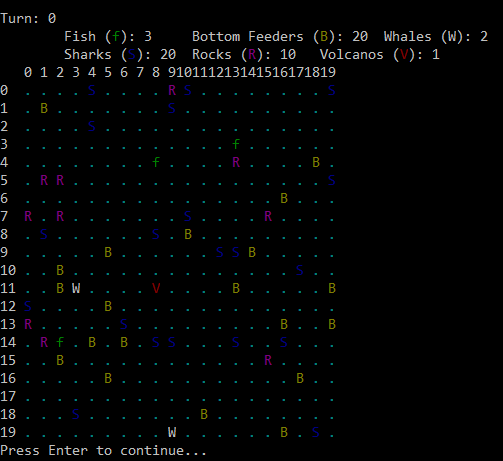 Turn: 0
Fish (f): 3 Bottom Feeders (B): 20 Whales (W): 2
Sharks (S): 20 Rocks (R): 10 Volcanos (V): 1
0 1 2 3 4 5 6 7 8 910111213141516171819
0 . . . . S . . . . R S . . . . . . . . S
1 . B . . . . . . . S . . . . . . . . . .
2 . . . . S . . . . . . . . . . . . . . .
3 . . . . . . . . . . . . . f . . . . . .
4 . . . . . . . . f . . . . R . . . . B .
5 . R R . . . . . . . . . . . . . . . . S
6 . . . . . . . . . . . . . . . . B . . .
7 R . R . . . . . . . S . . . . R . . . .
8 . S . . . . . . S . B . . . . . . . . .
9 . . . . . B . . . . . . S S B . . . . .
10 . . B . . . . . . . . . . . . . . S . .
11 . . B W . . . . V . . . . B . . . . . B
12 S . . . . B . . . . . . . . . . . . . .
13 R . . . . . S . . . . . . . . . B . . B
14 . R f . B . B . S S . . . S . . S . . .
15 . . B . . . . . . . . . . . . R . . . .
16 . . . . . B . . . . . . . . . . . B . .
17 . . . . . . . . . . . . . . . . . . . .
18 . . . S . . . . . . . B . . . . . . . .
19 . . . . . . . . . W . . . . . . B . S .
Press Enter to continue...